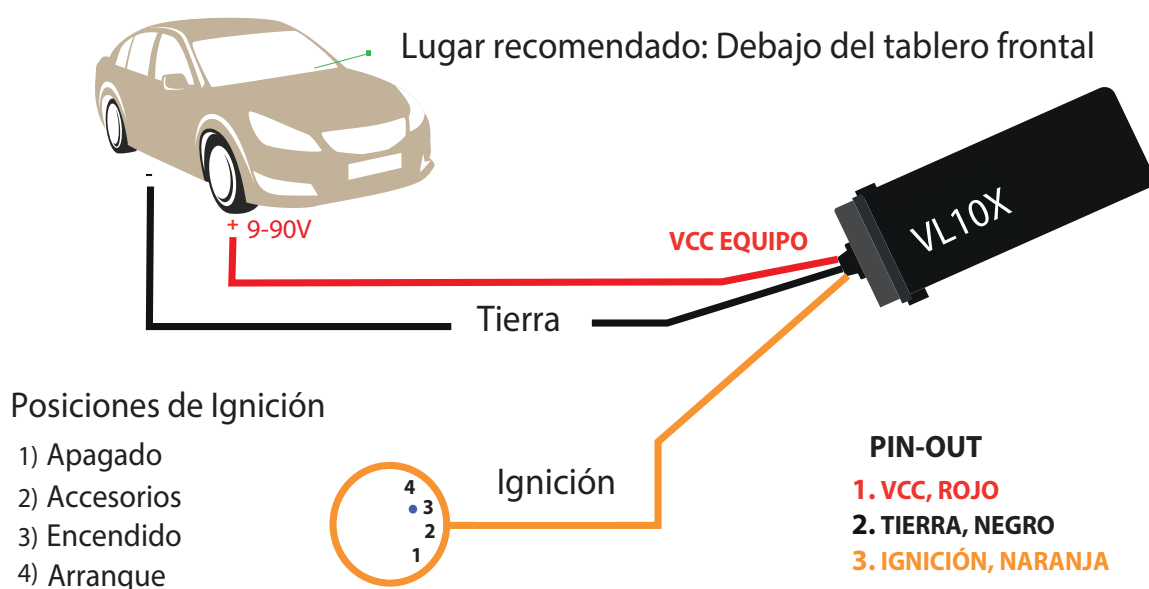 Lugar recomendado: Debajo del tablero frontal
VL10X
-
+ 9-90V
VCC EQUIPO
Tierra
Posiciones de Ignición
1) Apagado
2) Accesorios
3) Encendido
4) Arranque
4
3
2
1
Ignición
PIN-OUT
1. VCC, ROJO
2. TIERRA, NEGRO
3. IGNICIÓN, NARANJA